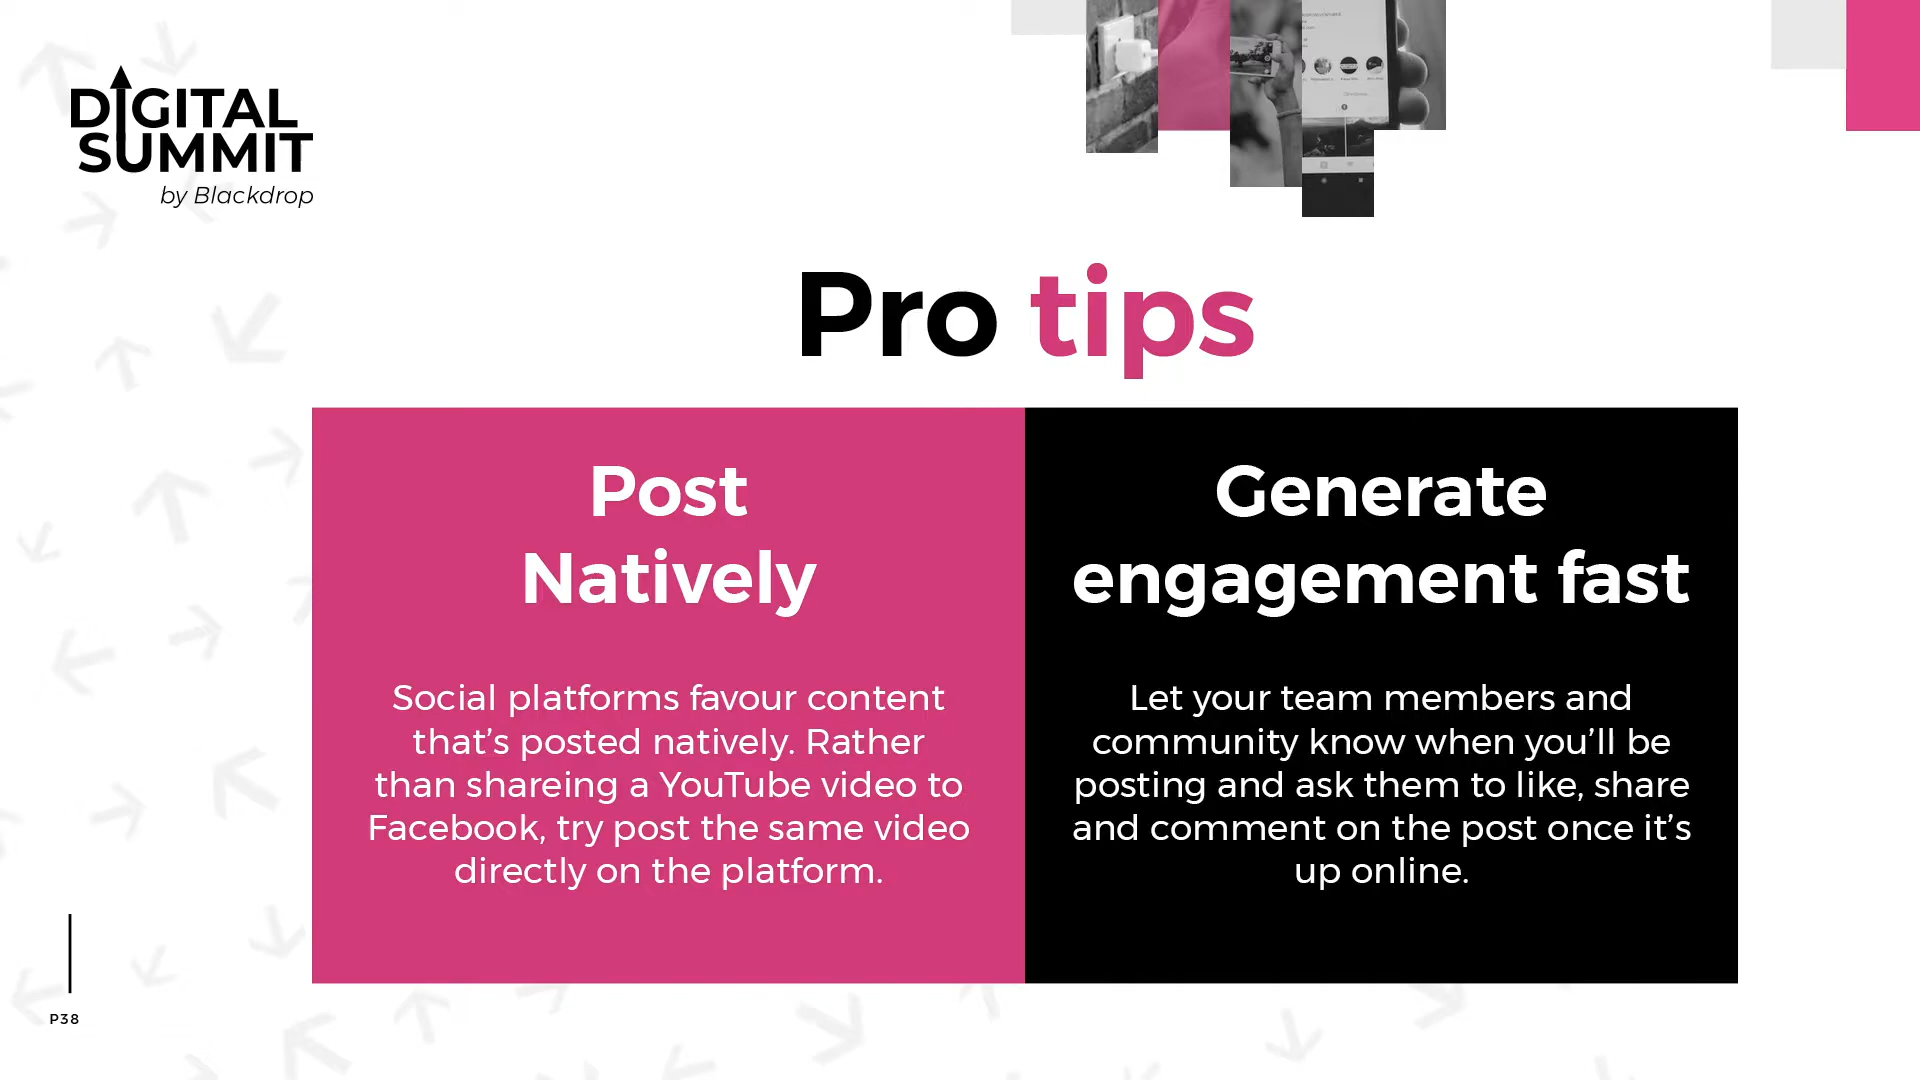 DIGITAL
SUMMIT
by Blackdrop
Pro tips
Post
Natively
Social platforms favour content
that’s posted natively. Rather
than shareing a YouTube video to
Facebook, try post the same video
directly on the platform.
Generate
engagement fast
Let your team members and
community know when you’ll be
posting and ask them to like, share
and comment on the post once it’s
up online.
P38